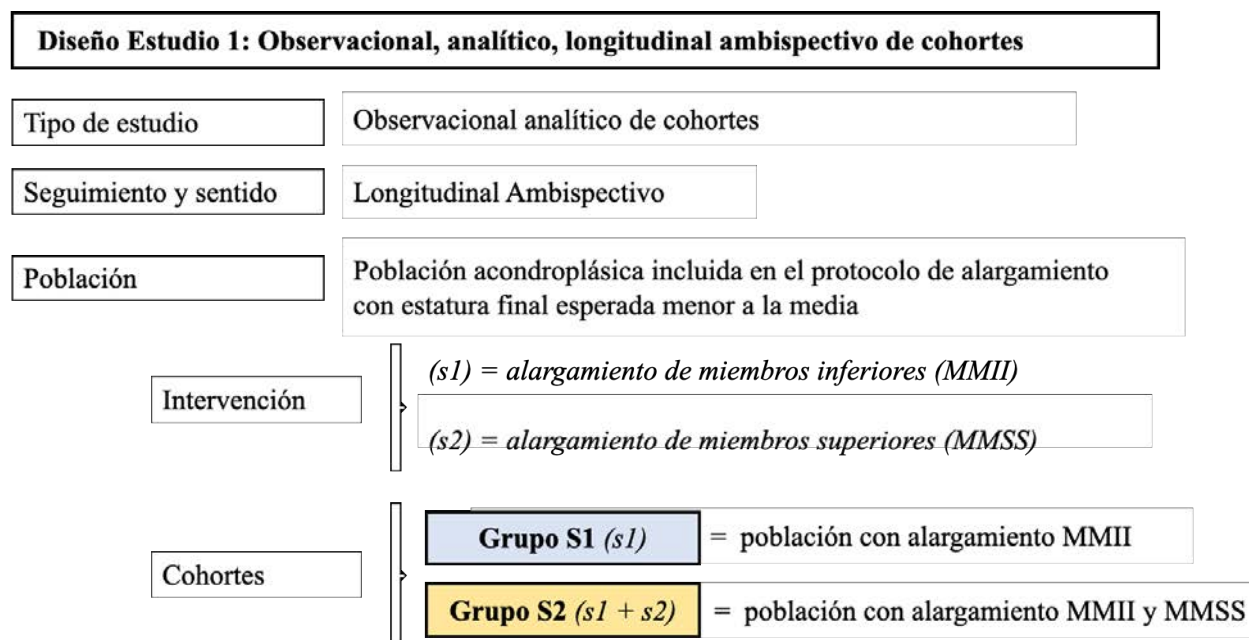 Diseño Estudio 1: Observacional, analítico, longitudinal ambispectivo de cohortes
Tipo de estudio
Observacional analítico de cohortes
Seguimiento y sentido
Longitudinal Ambispectivo
Población
Población acondroplásica incluida en el protocolo de alargamiento
con estatura final esperada menor a la media
Intervención
(s1) = alargamiento de miembros inferiores (MMII)
(s2) = alargamiento de miembros superiores (MMSS)
Cohortes
Grupo S1 (s1) = población con alargamiento MMII
Grupo S2 (s1 + s2) = población con alargamiento MMII y MMSS